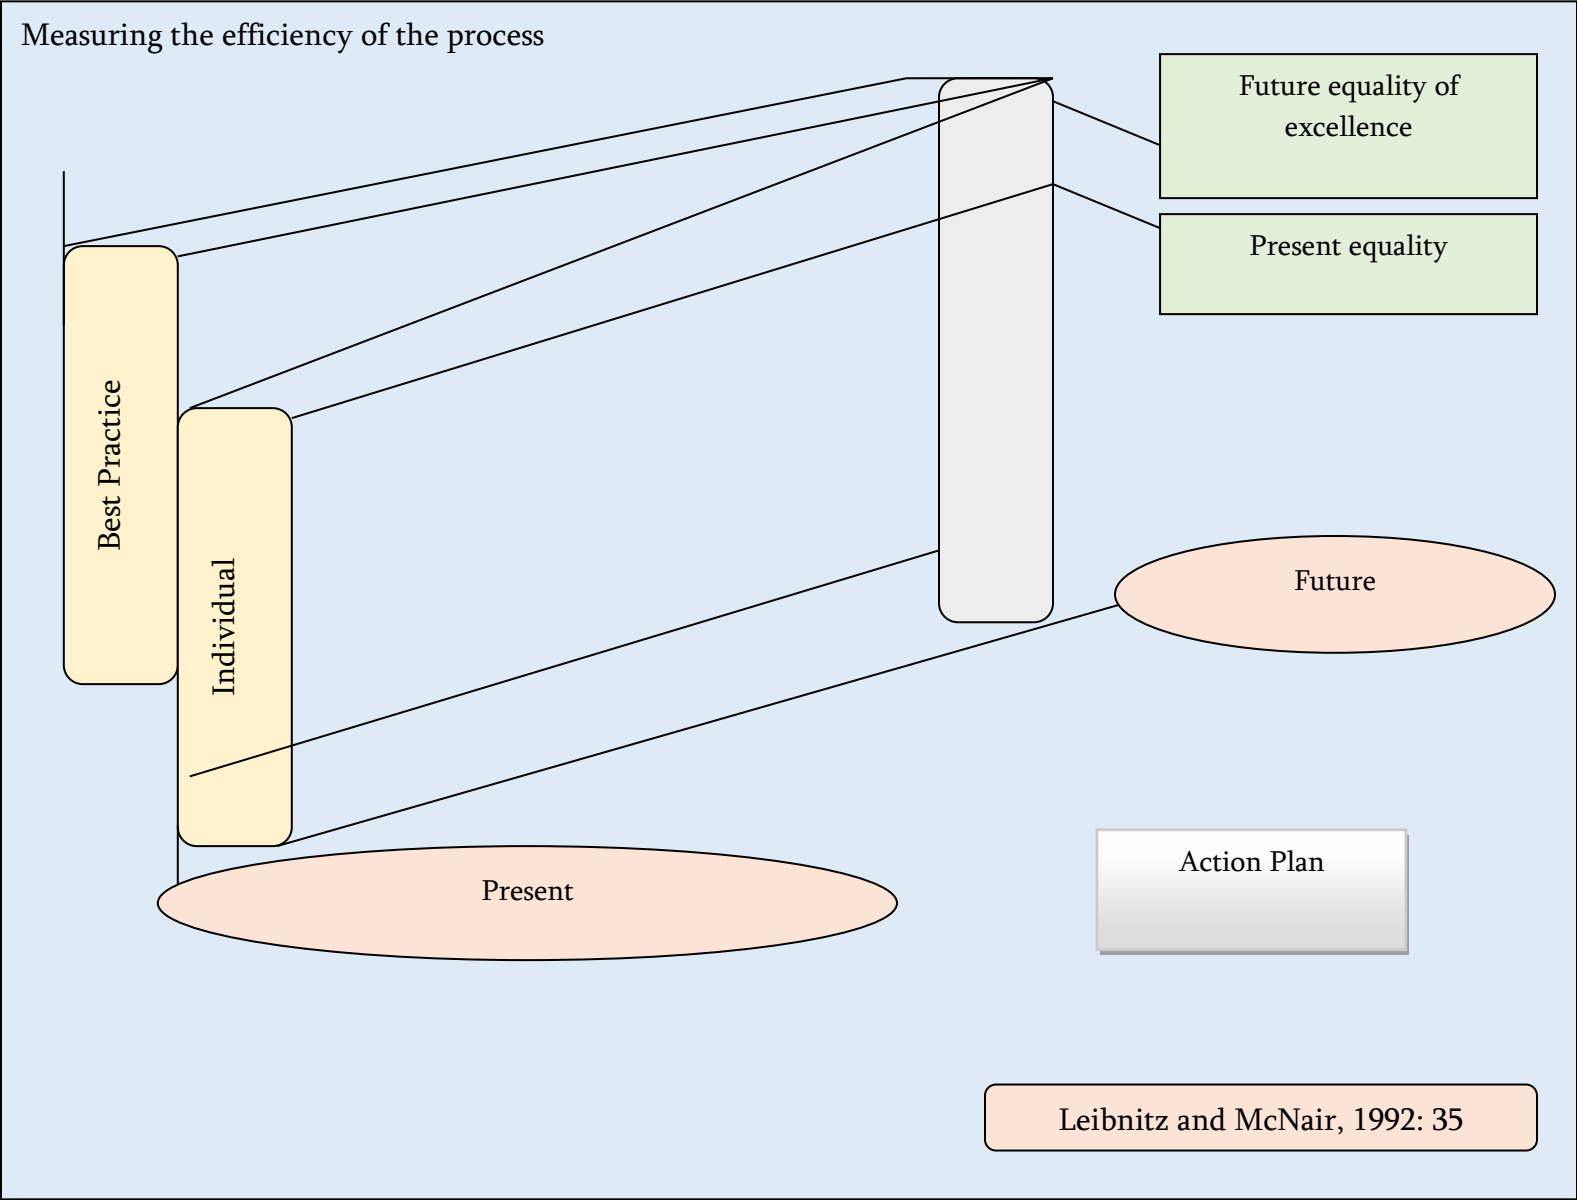 Measuring the efficiency of the process
Future equality of
excellence
Present equality
Best Practice
Individual
Future
Present
Action Plan
Leibnitz and McNair, 1992: 35